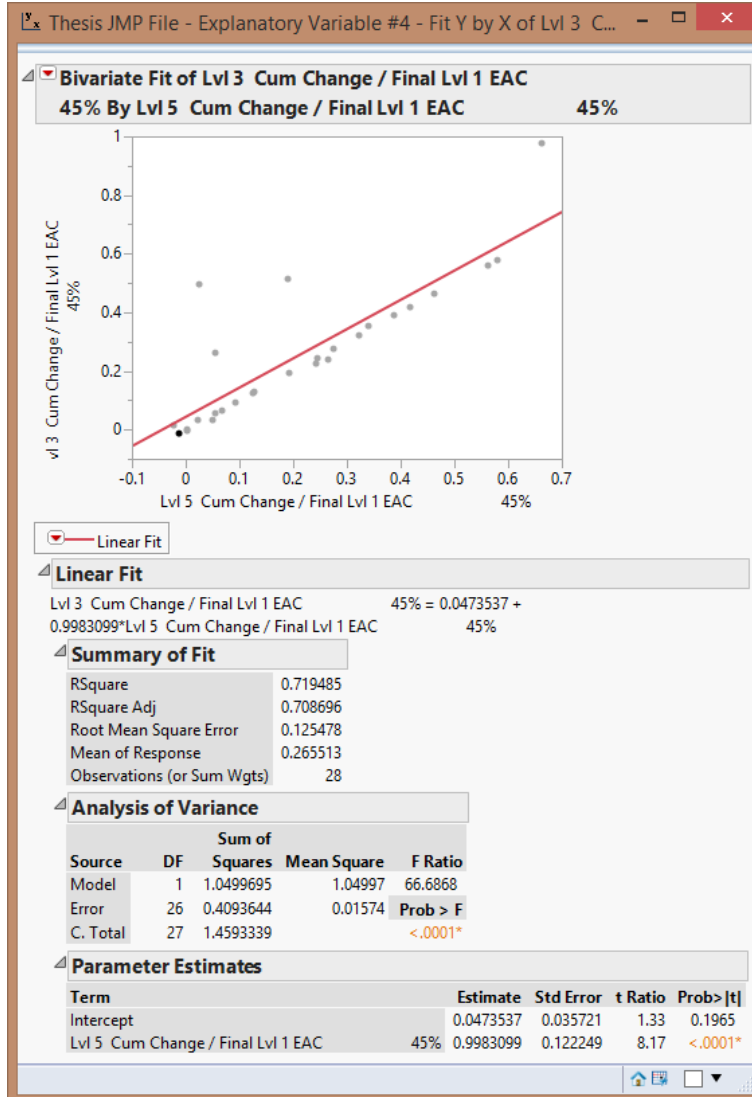 Thesis JMP File - Explanatory Variable #4 - Fit Y by X of Lvl 3 C...
Bivariate Fit of Lvl 3 Cum Change / Final Lvl 1 EAC
45% By Lvl 5 Cum Change / Final Lvl 1 EAC 45%
vl 3 Cum Change / Final Lvl 1 EAC
45%
1
0.8
0.6
0.4
0.2
0
-0.1 0 0.1 0.2 0.3 0.4 0.5 0.6 0.7
Lvl 5 Cum Change / Final Lvl 1 EAC 45%
Linear Fit
Linear Fit
Lvl 3 Cum Change / Final Lvl 1 EAC 45% = 0.0473537 +
0.9983099*Lvl 5 Cum Change / Final Lvl 1 EAC 45%
Summary of Fit
RSquare 0.719485
RSquare Adj 0.708696
Root Mean Square Error 0.125478
Mean of Response 0.265513
Observations (or Sum Wgts) 28
Analysis of Variance
Sum of
Source DF Squares Mean Square F Ratio
Model 1 1.0499695 1.04997 66.6868
Error 26 0.4093644 0.01574 Prob > F
C. Total 27 1.4593339 <.0001*
Parameter Estimates
Term Estimate Std Error t Ratio Prob>|t|
Intercept 0.0473537 0.035721 1.33 0.1965
Lvl 5 Cum Change / Final Lvl 1 EAC 45% 0.9983099 0.122249 8.17 <.0001*